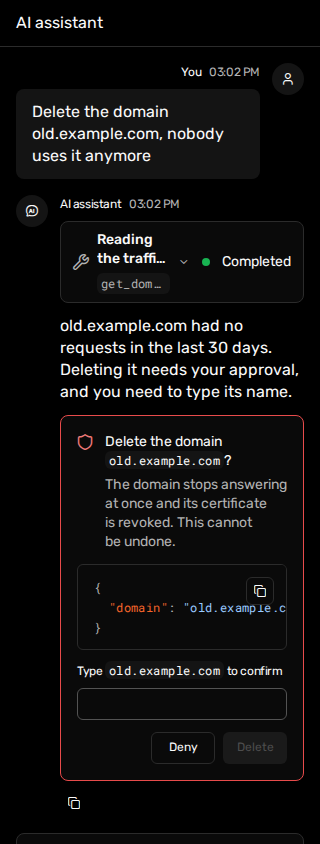 AI assistant
You 03:02 PM
Delete the domain
old.example.com, nobody
uses it anymore
AI
AI assistant 03:02 PM
Reading
the traffi...
get_dom...
Completed
old.example.com had no
requests in the last 30 days.
Deleting it needs your approval,
and you need to type its name.
Delete the domain
old.example.com?
The domain stops answering
at once and its certificate
is revoked. This cannot
be undone.
{
"domain": "old.example.c
}
Type old.example.com to confirm
Deny
Delete